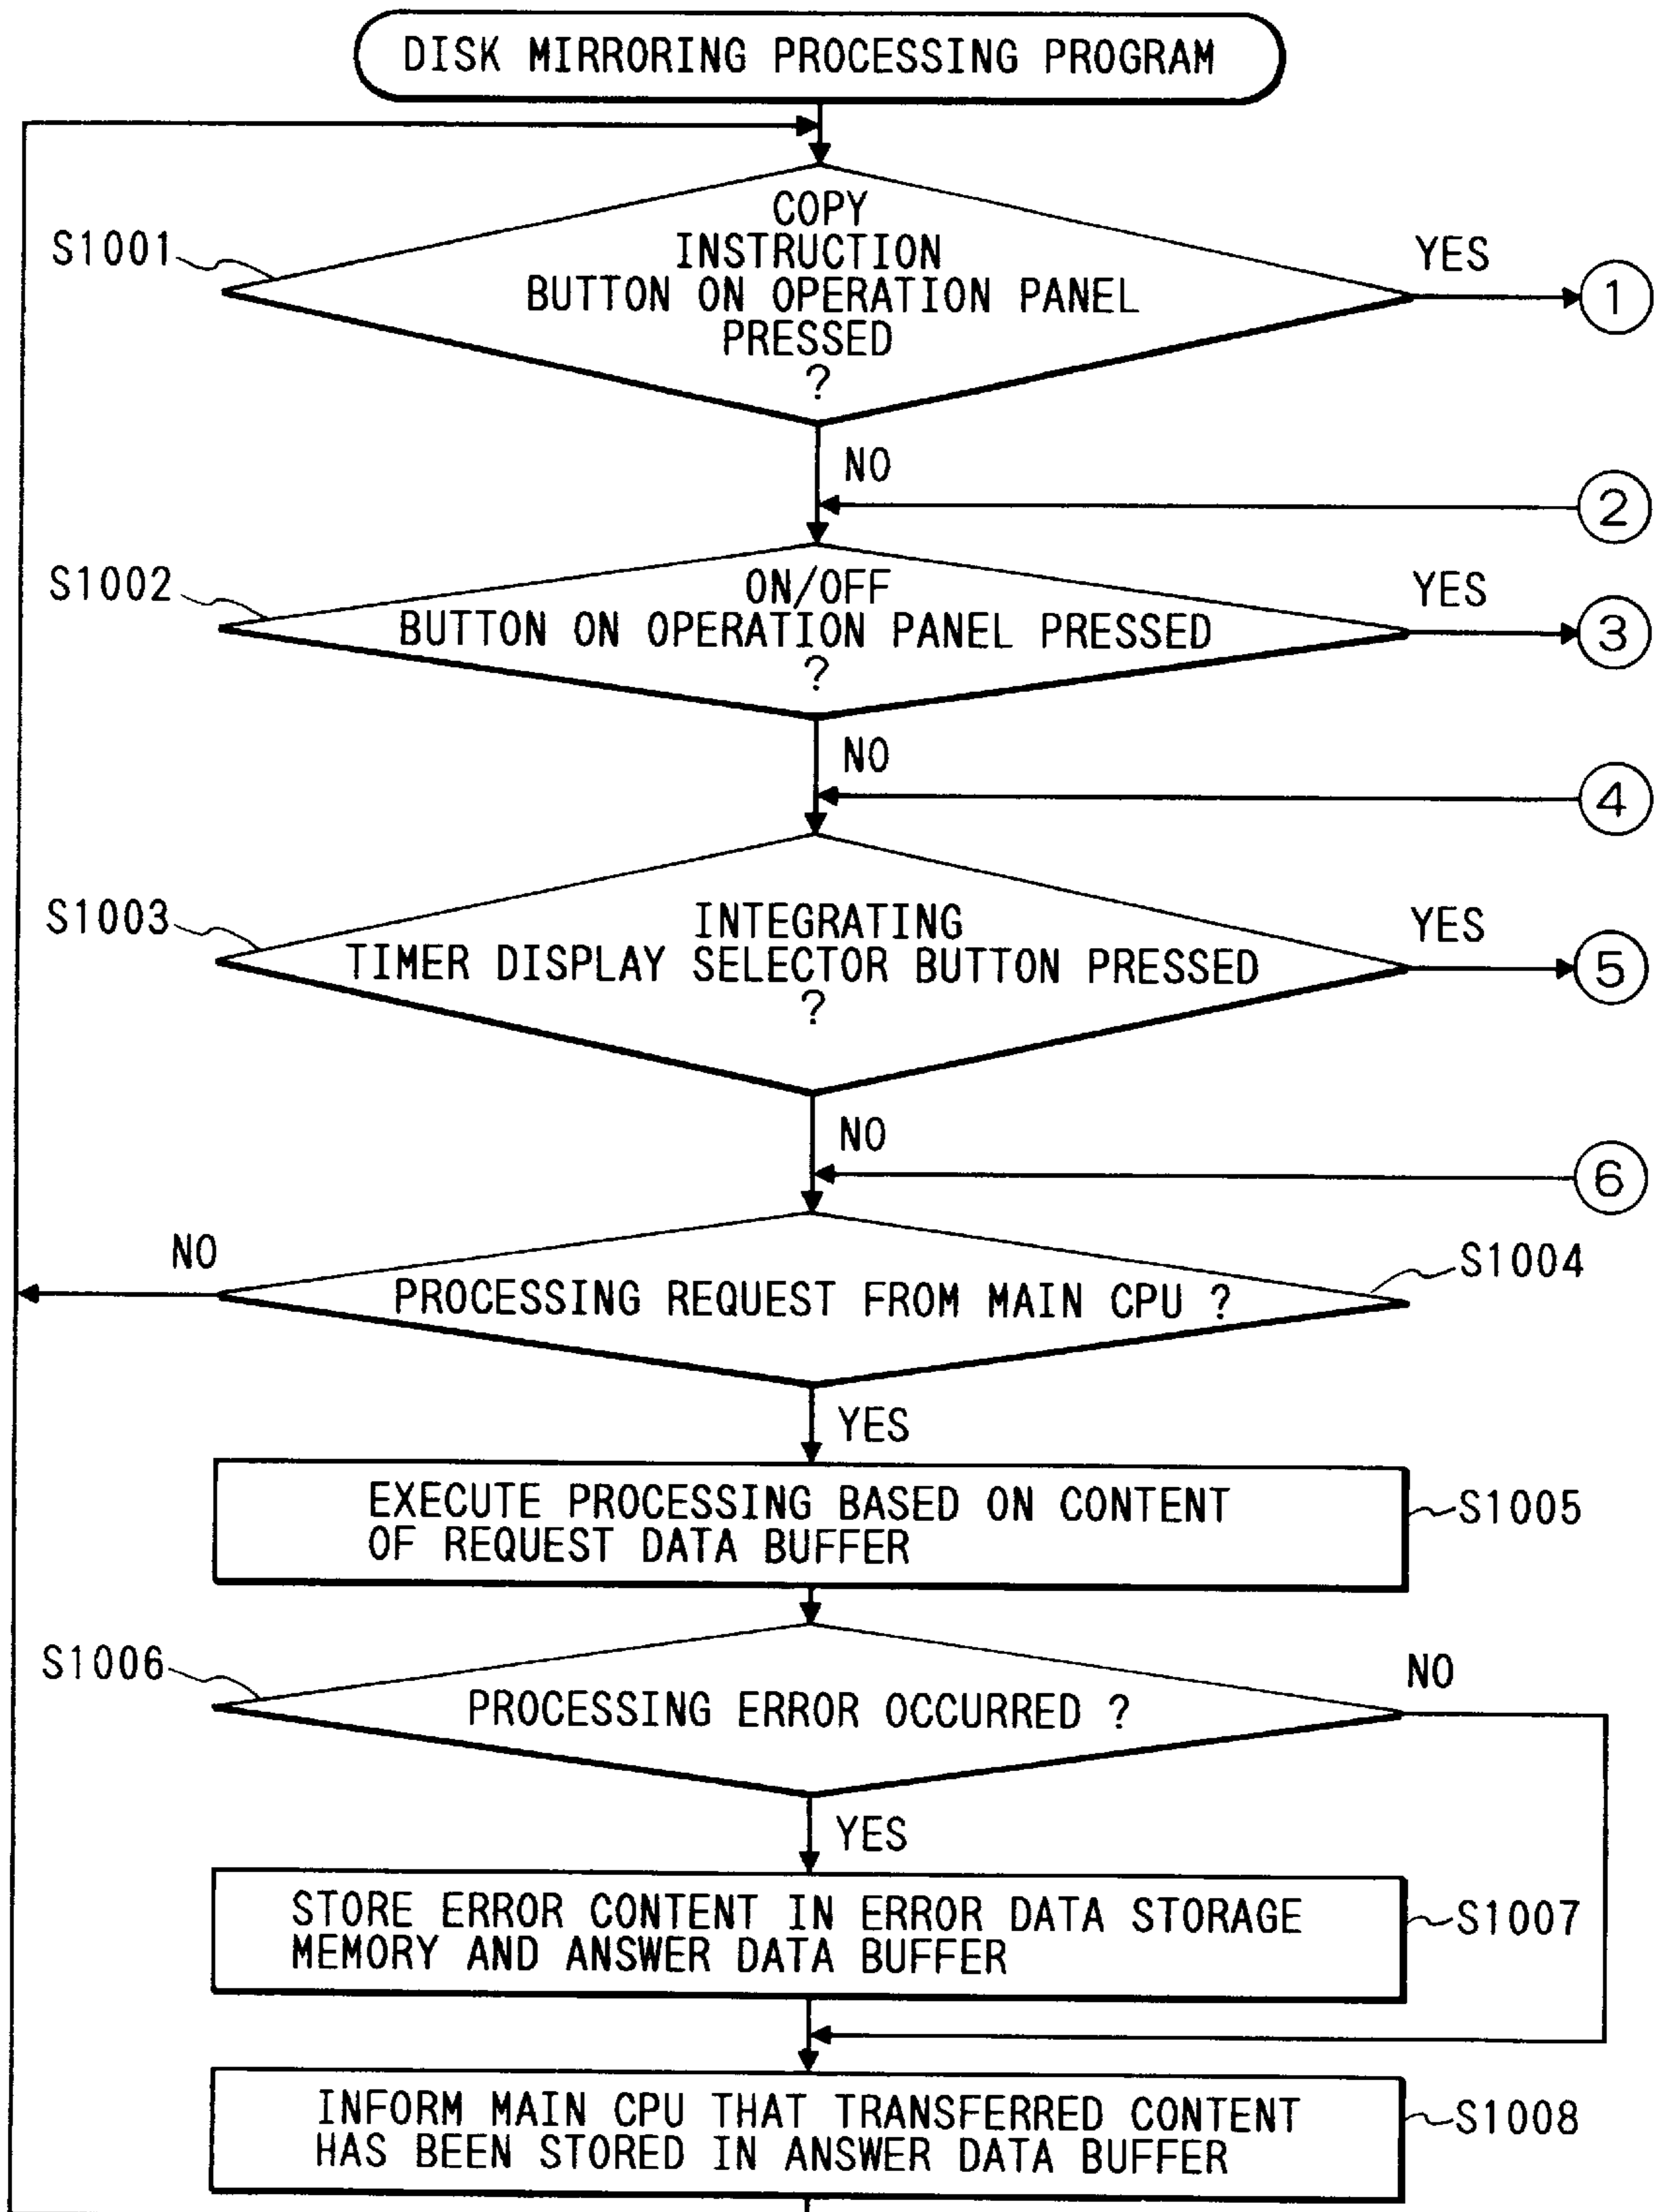 DISK MIRRORING PROCESSING PROGRAM
S1001
COPY
INSTRUCTION
BUTTON ON OPERATION PANEL
PRESSED
?
YES
1
NO
2
S1002
ON/OFF
BUTTON ON OPERATION PANEL PRESSED
?
YES
3
NO
4
S1003
INTEGRATING
TIMER DISPLAY SELECTOR BUTTON PRESSED
?
YES
5
NO
6
NO
PROCESSING REQUEST FROM MAIN CPU ?
S1004
YES
EXECUTE PROCESSING BASED ON CONTENT
OF REQUEST DATA BUFFER
S1005
S1006
PROCESSING ERROR OCCURRED ?
NO
YES
STORE ERROR CONTENT IN ERROR DATA STORAGE
MEMORY AND ANSWER DATA BUFFER
S1007
INFORM MAIN CPU THAT TRANSFERRED CONTENT
HAS BEEN STORED IN ANSWER DATA BUFFER
S1008